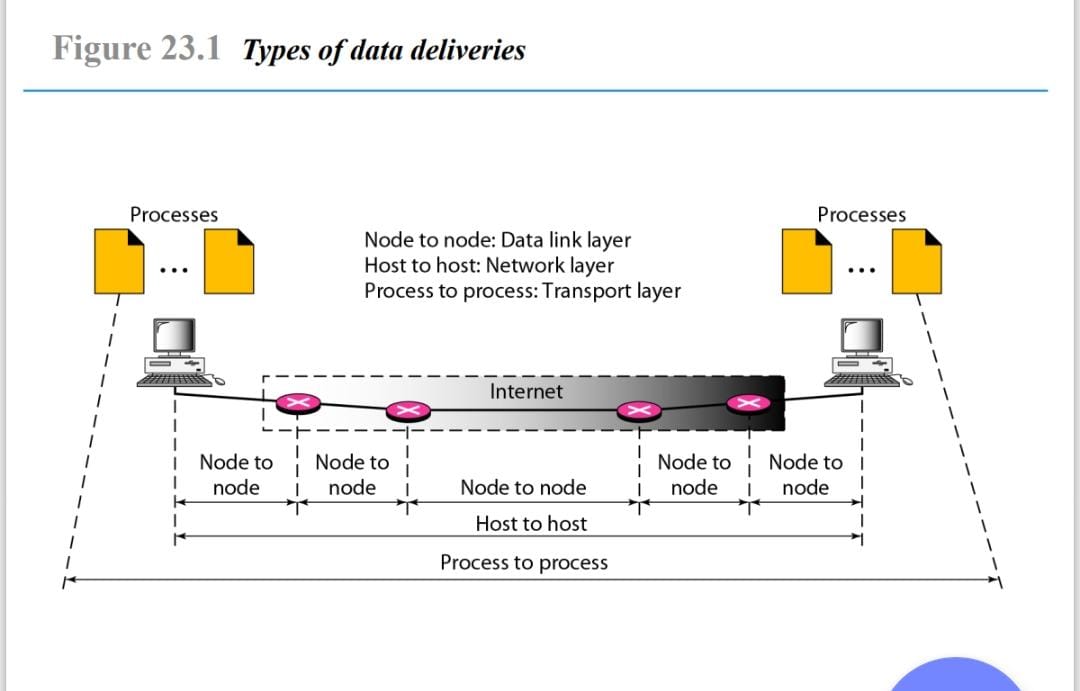 Figure 23.1 Types of data deliveries
Processes
Processes
...
...
Node to node: Data link layer
Host to host: Network layer
Process to process: Transport layer
Internet
Node to
node
Node to
node
Node to node
Node to
node
Node to
node
Host to host
Process to process